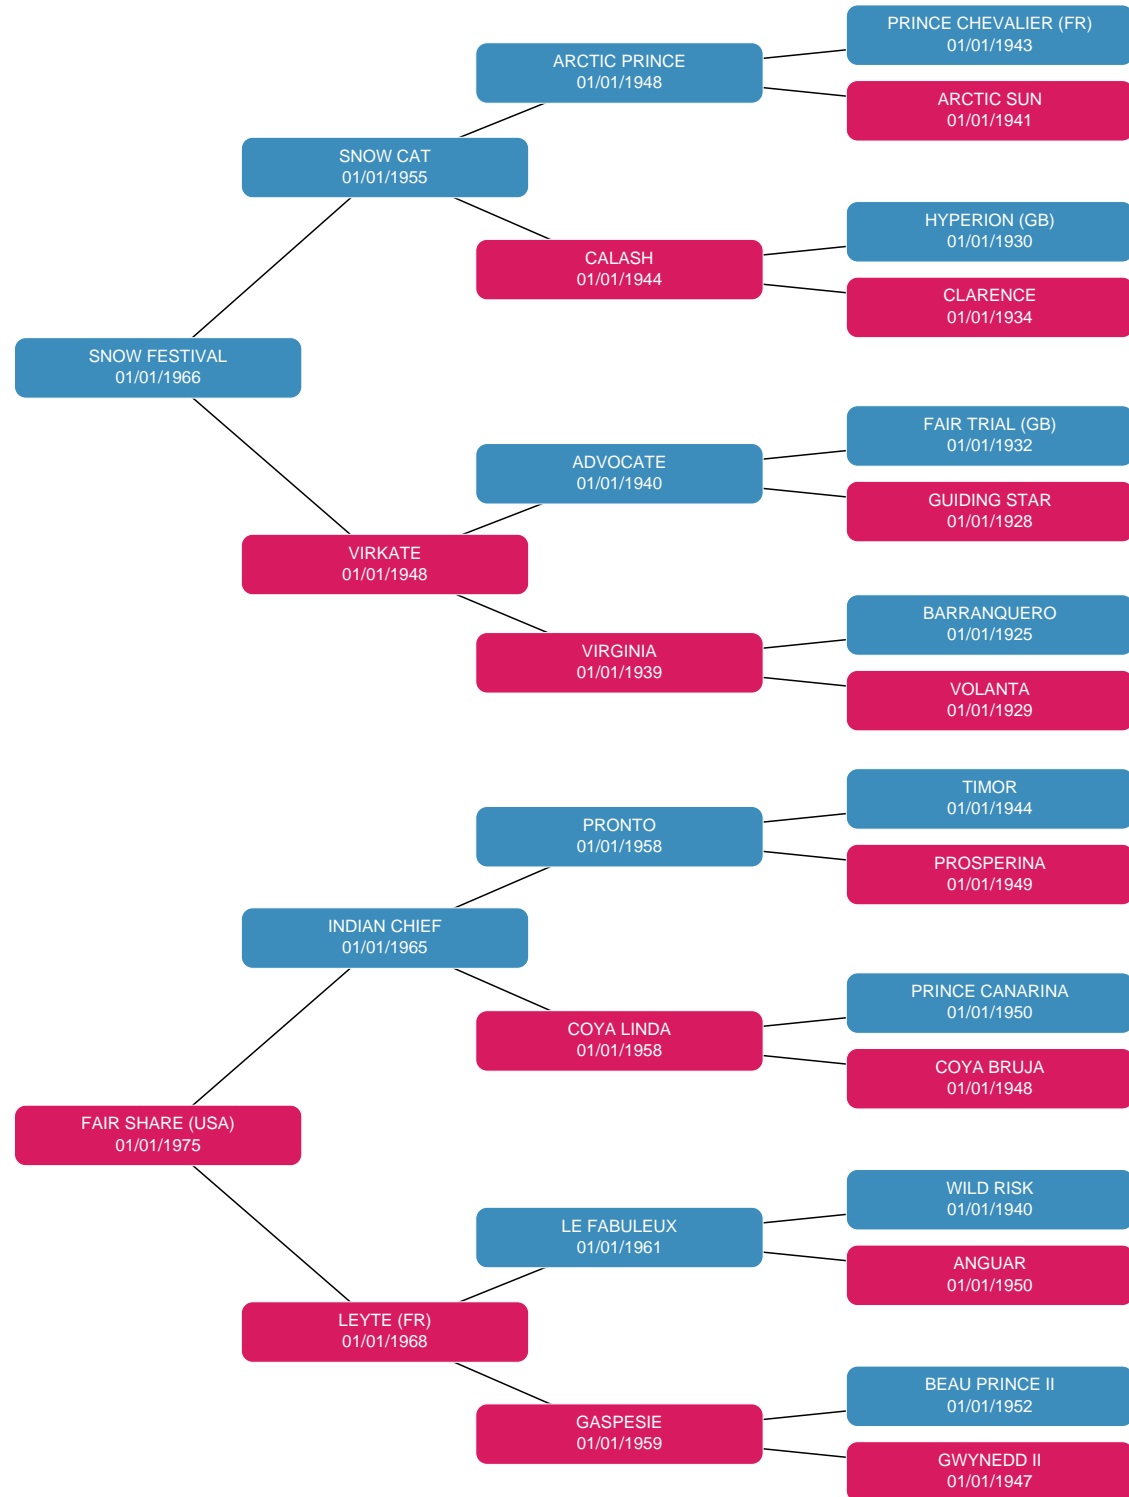 PRINCE CHEVALIER (FR)
01/01/1943
ARCTIC PRINCE
01/01/1948
ARCTIC SUN
01/01/1941
SNOW CAT
01/01/1955
HYPERION (GB)
01/01/1930
CALASH
01/01/1944
CLARENCE
01/01/1934
SNOW FESTIVAL
01/01/1966
FAIR TRIAL (GB)
01/01/1932
ADVOCATE
01/01/1940
GUIDING STAR
01/01/1928
VIRKATE
01/01/1948
BARRANQUERO
01/01/1925
VIRGINIA
01/01/1939
VOLANTA
01/01/1929
TIMOR
01/01/1944
PRONTO
01/01/1958
PROSPERINA
01/01/1949
INDIAN CHIEF
01/01/1965
PRINCE CANARINA
01/01/1950
COYA LINDA
01/01/1958
COYA BRUJA
01/01/1948
FAIR SHARE (USA)
01/01/1975
WILD RISK
01/01/1940
LE FABULEUX
01/01/1961
ANGUAR
01/01/1950
LEYTE (FR)
01/01/1968
BEAU PRINCE II
01/01/1952
GASPESIE
01/01/1959
GWYNEDD II
01/01/1947